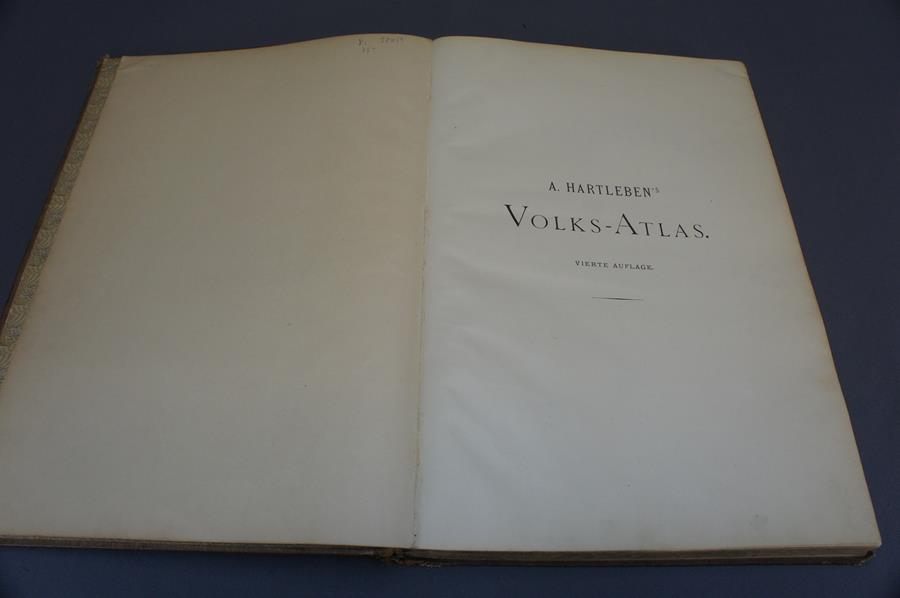 A. HARTLEBEN'S
VOLKS-ATLAS.
VIERTE AUFLAGE.